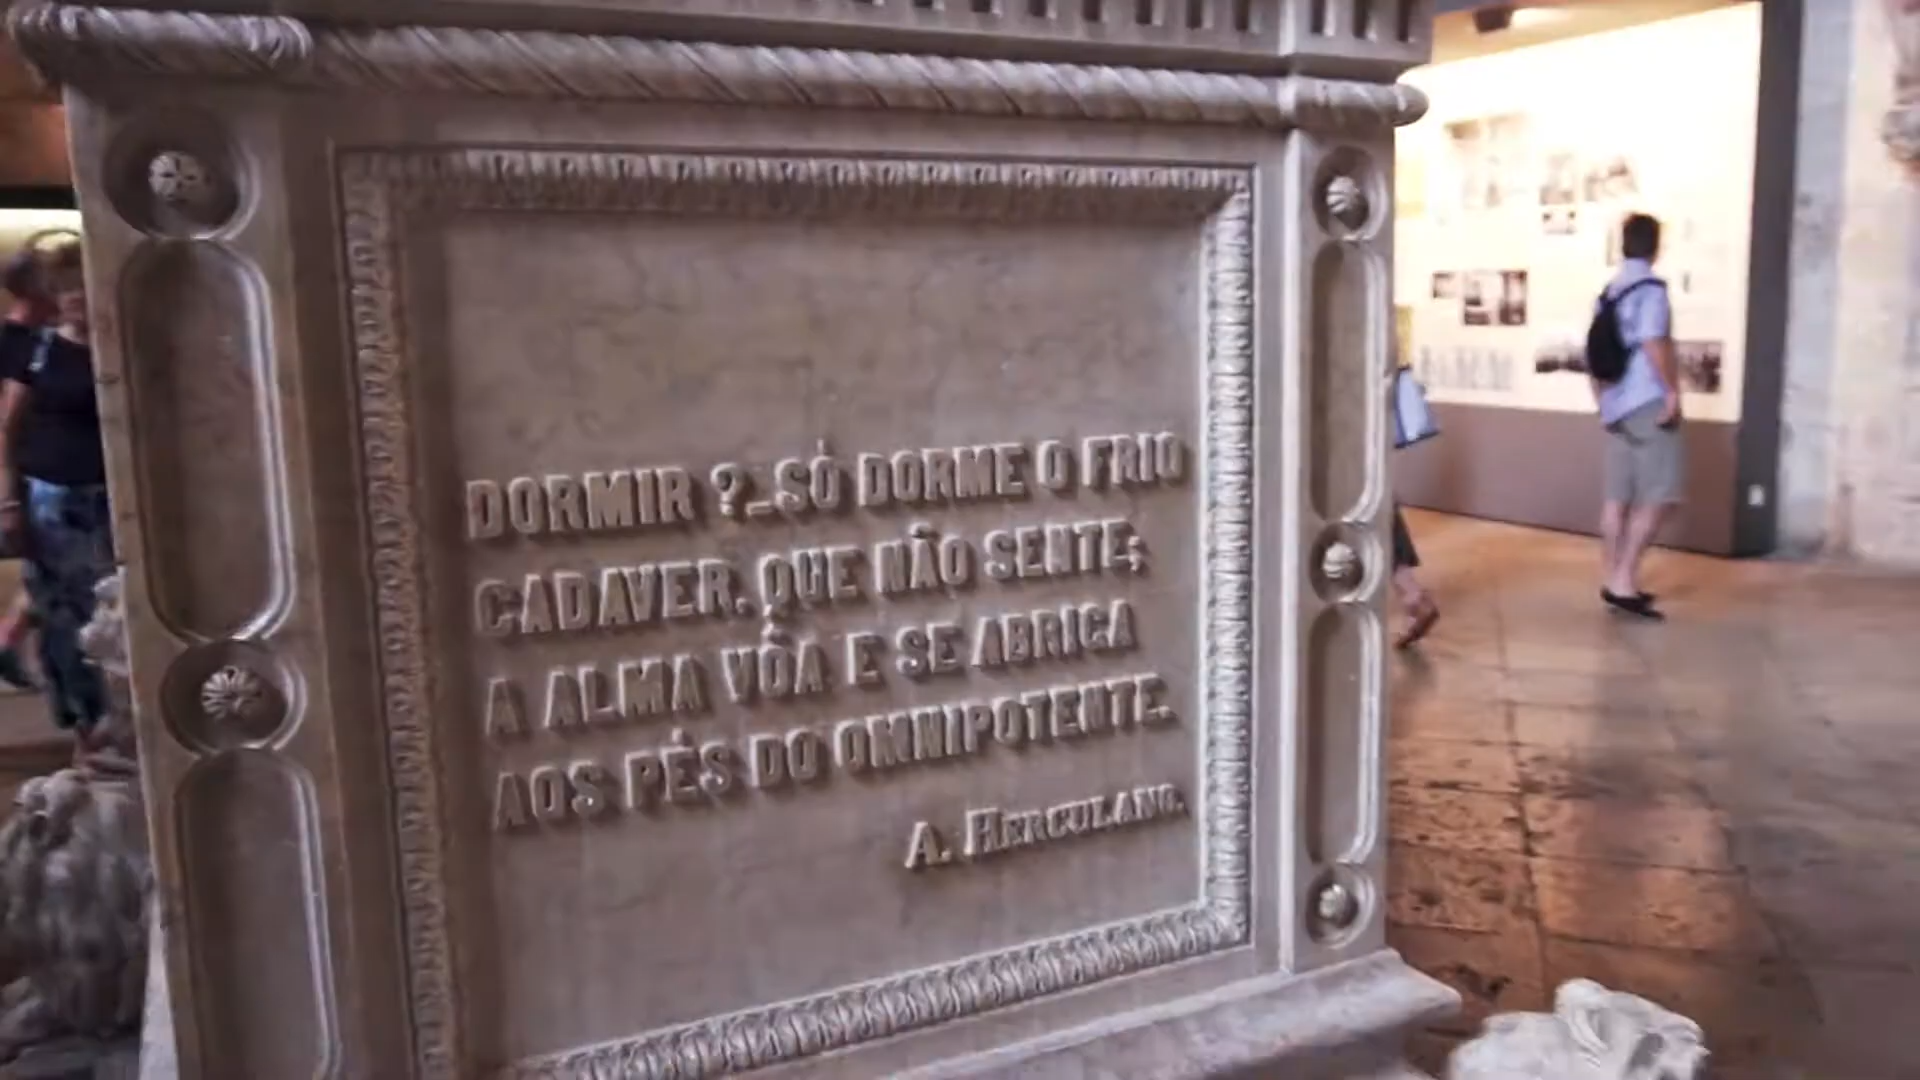 DORMIR ?_SÓ DORME O FRIO
CADAVER, QUE NÃO SENTE;
A ALMA VÔA E SE ABRIGA
AOS PÉS DO OMNIPOTENTE.
A. HERCULANO.